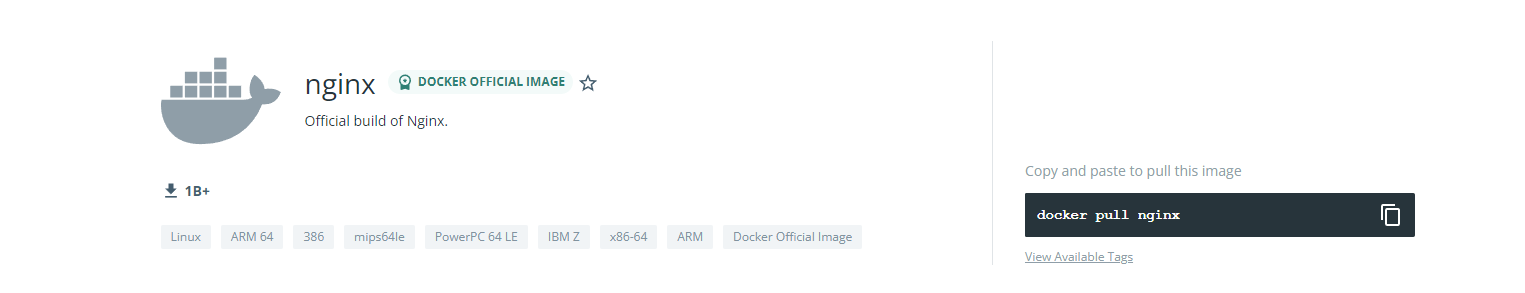 nginx DOCKER OFFICIAL IMAGE
Official build of Nginx.
1B+
Linux ARM 64 386 mips64le PowerPC 64 LE IBM Z x86-64 ARM Docker Official Image
Copy and paste to pull this image
docker pull nginx
View Available Tags